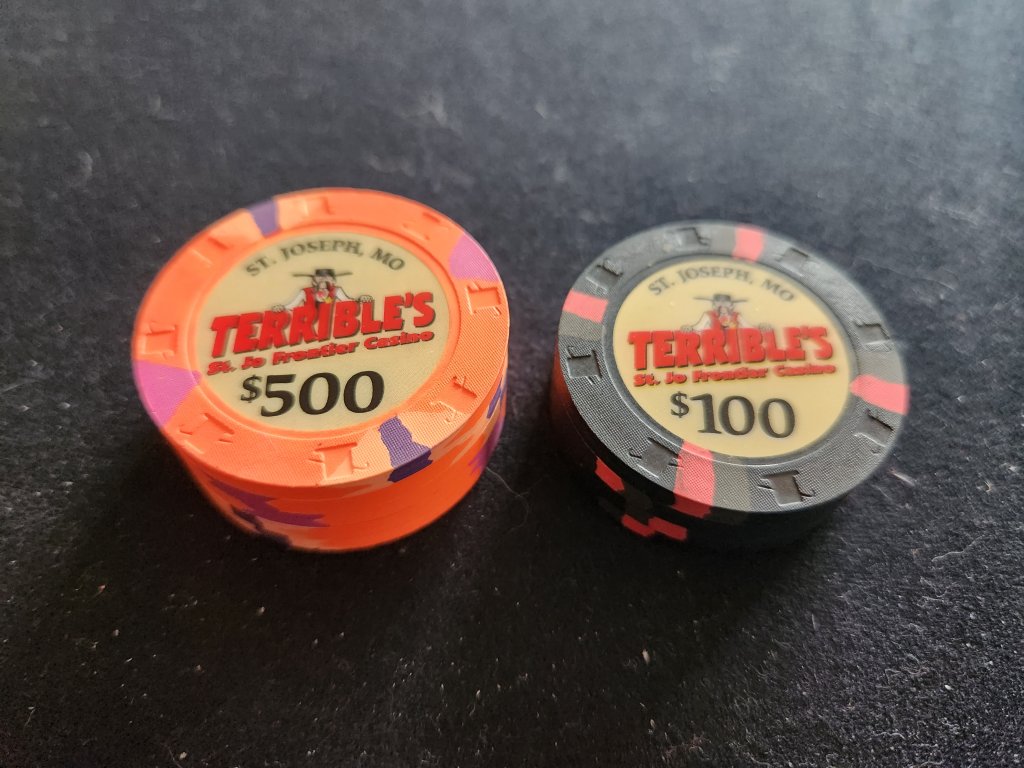 ST. JOSEPH, MO
TERRIBLE'S
St. Jo Frontier Casino
$500
ST. JOSEPH, MO
TERRIBLE'S
St. Jo Frontier Casino
$100